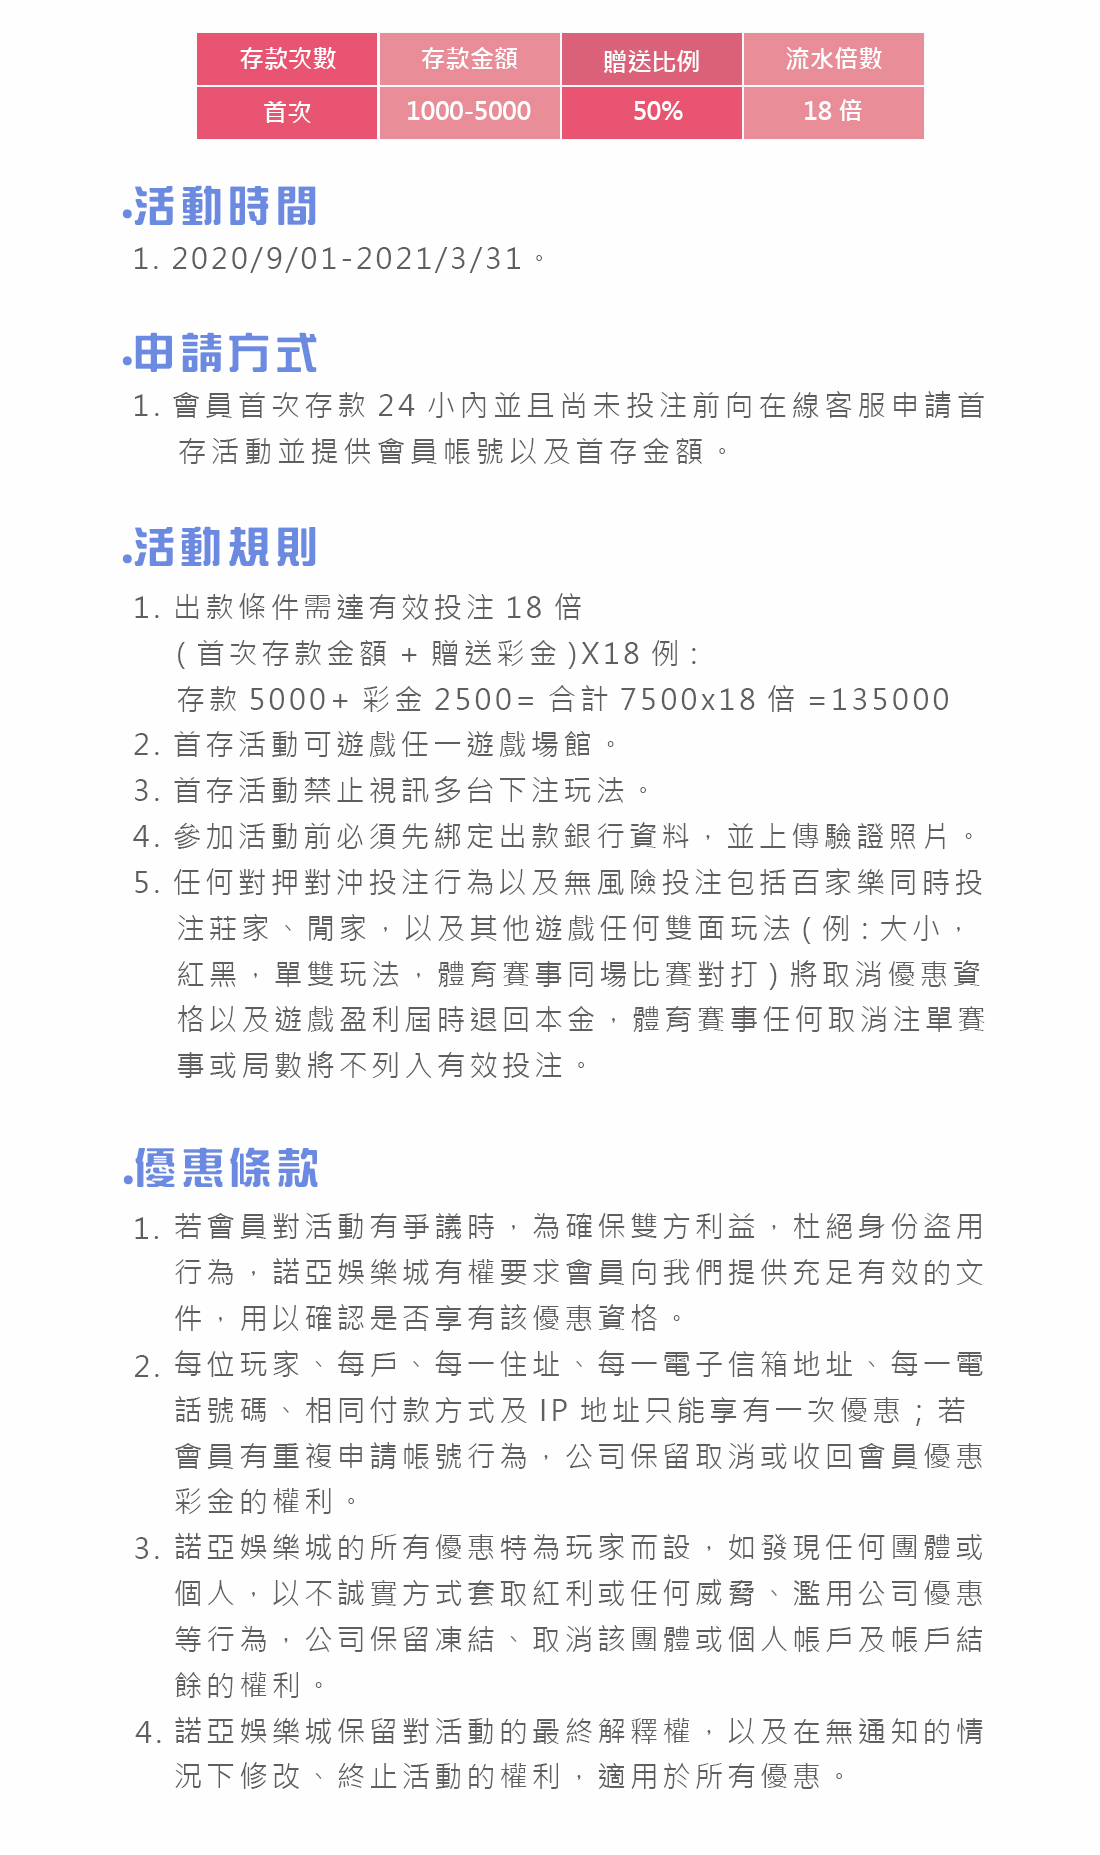 存款次數 存款金額 贈送比例 流水倍數
首次 1000-5000 50% 18 倍
.活動時間
1. 2020/9/01-2021/3/31。
.申請方式
1. 會員首次存款 24 小內並且尚未投注前向在線客服申請首
存活動並提供會員帳號以及首存金額。
.活動規則
1. 出款條件需達有效投注 18 倍
( 首次存款金額 + 贈送彩金 )X18 例 :
存款 5000+ 彩金 2500= 合計 7500x18 倍 =135000
2. 首存活動可遊戲任一遊戲場館。
3. 首存活動禁止視訊多台下注玩法。
4. 參加活動前必須先綁定出款銀行資料，並上傳驗證照片。
5. 任何對押對沖投注行為以及無風險投注包括百家樂同時投
注莊家、閒家，以及其他遊戲任何雙面玩法 ( 例 : 大小，
紅黑，單雙玩法，體育賽事同場比賽對打 ) 將取消優惠資
格以及遊戲盈利屆時退回本金，體育賽事任何取消注單賽
事或局數將不列入有效投注。
.優惠條款
1. 若會員對活動有爭議時，為確保雙方利益，杜絕身份盜用
行為，諾亞娛樂城有權要求會員向我們提供充足有效的文
件，用以確認是否享有該優惠資格。
2. 每位玩家、每戶、每一住址、每一電子信箱地址、每一電
話號碼、相同付款方式及 IP 地址只能享有一次優惠；若
會員有重複申請帳號行為，公司保留取消或收回會員優惠
彩金的權利。
3. 諾亞娛樂城的所有優惠特為玩家而設，如發現任何團體或
個人，以不誠實方式套取紅利或任何威脅、濫用公司優惠
等行為，公司保留凍結、取消該團體或個人帳戶及帳戶結
餘的權利。
4. 諾亞娛樂城保留對活動的最終解釋權，以及在無通知的情
況下修改、終止活動的權利，適用於所有優惠。